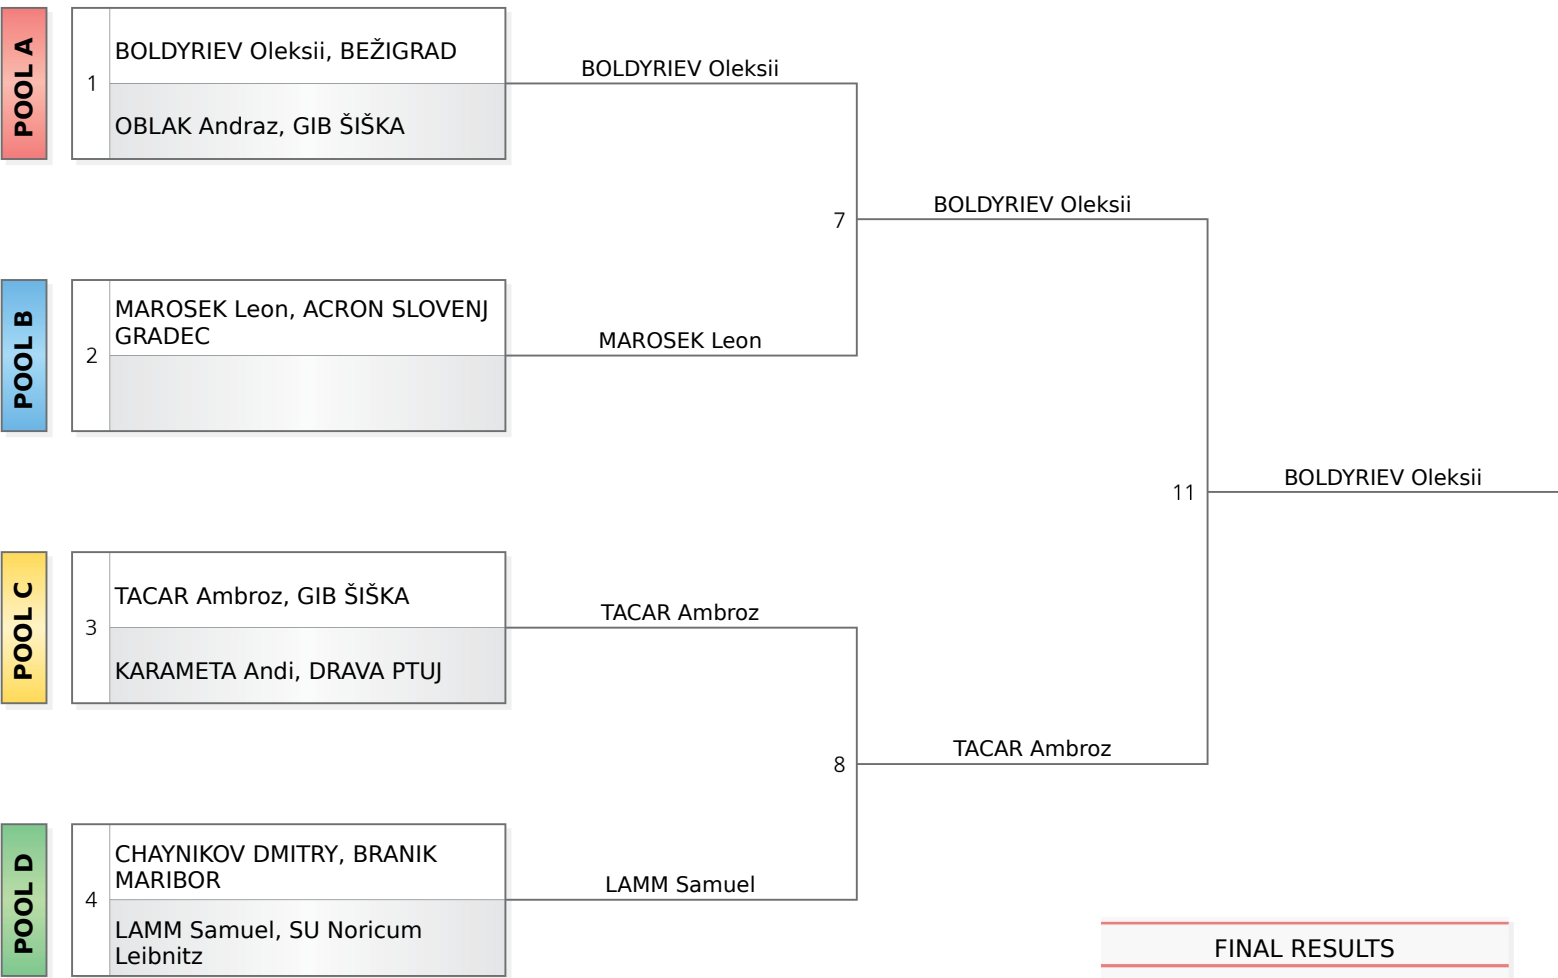 POOL A
1
BOLDYRIEV Oleksii, BEŽIGRAD
OBLAK Andraz, GIB ŠIŠKA
BOLDYRIEV Oleksii
7
BOLDYRIEV Oleksii
POOL B
2
MAROSEK Leon, ACRON SLOVENJ
GRADEC
MAROSEK Leon
11
BOLDYRIEV Oleksii
POOL C
3
TACAR Ambroz, GIB ŠIŠKA
KARAMETA Andi, DRAVA PTUJ
TACAR Ambroz
8
TACAR Ambroz
POOL D
4
CHAYNIKOV DMITRY, BRANIK
MARIBOR
LAMM Samuel, SU Noricum
Leibnitz
LAMM Samuel
FINAL RESULTS